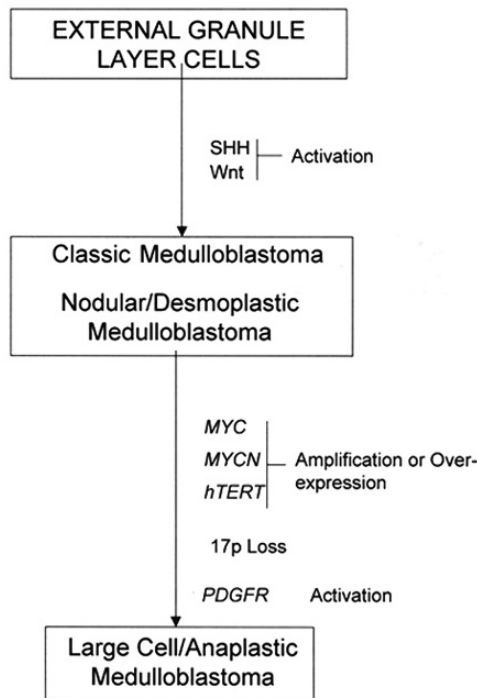 EXTERNAL GRANULE
LAYER CELLS
SHH
Wnt
Activation
Classic Medulloblastoma
Nodular/Desmoplastic
Medulloblastoma
MYC
MYCN
hTERT
Amplification or Over-
expression
17p Loss
PDGFR Activation
Large Cell/Anaplastic
Medulloblastoma